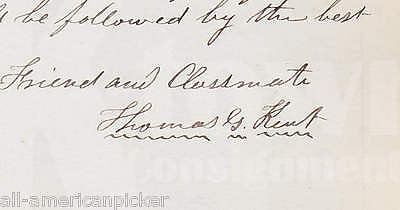 be followed by the best
Friend and Classmate
Thomas G. Kent
all-americanpicker